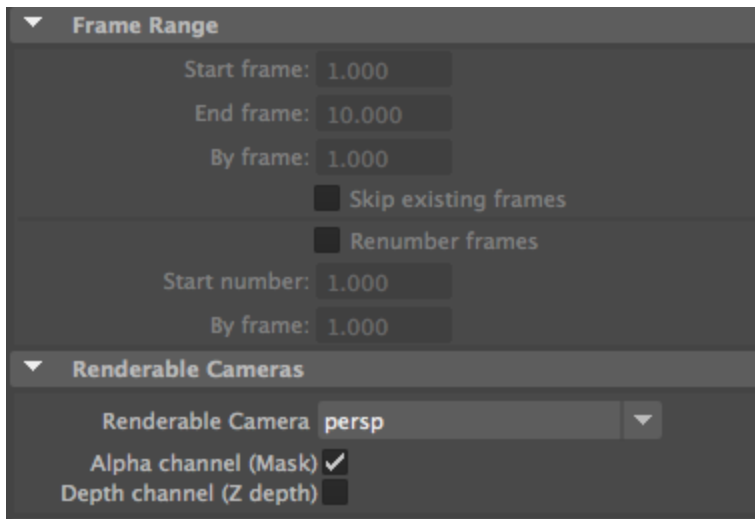 Frame Range
Start frame: 1.000
End frame: 10.000
By frame: 1.000
Skip existing frames
Renumber frames
Start number: 1.000
By frame: 1.000
Renderable Cameras
Renderable Camera persp
Alpha channel (Mask)
Depth channel (Z depth)